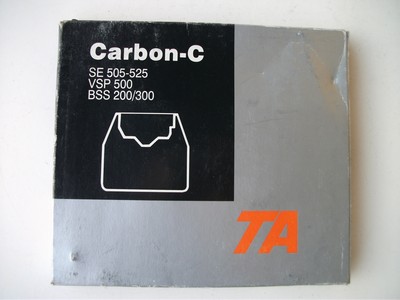 Carbon-C
SE 505-525
VSP 500
BSS 200/300
TA